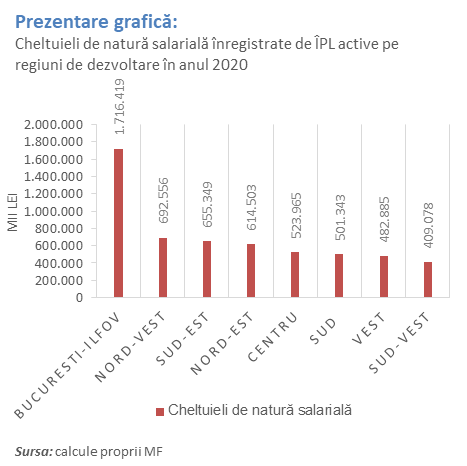 Prezentare grafică:
Cheltuieli de natură salarială înregistrate de ÎPL active pe
regiuni de dezvoltare în anul 2020
MII LEI
2.000.000
1.800.000
1.600.000
1.400.000
1.200.000
1.000.000
800.000
600.000
400.000
200.000
0
1.716.419
692.556
655.349
614.503
523.965
501.343
482.885
409.078
BUCURESTI-ILFOV
NORD-VEST
SUD-EST
NORD-EST
CENTRU
SUD
VEST
SUD-VEST
Cheltuieli de natură salarială
Sursa: calcule proprii MF